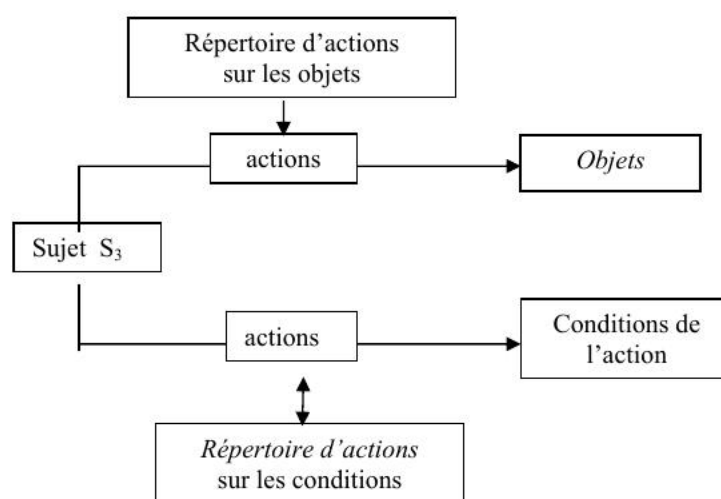 Répertoire d’actions
sur les objets
actions
Objets
Sujet S₃
actions
Conditions de
l’action
Répertoire d’actions
sur les conditions